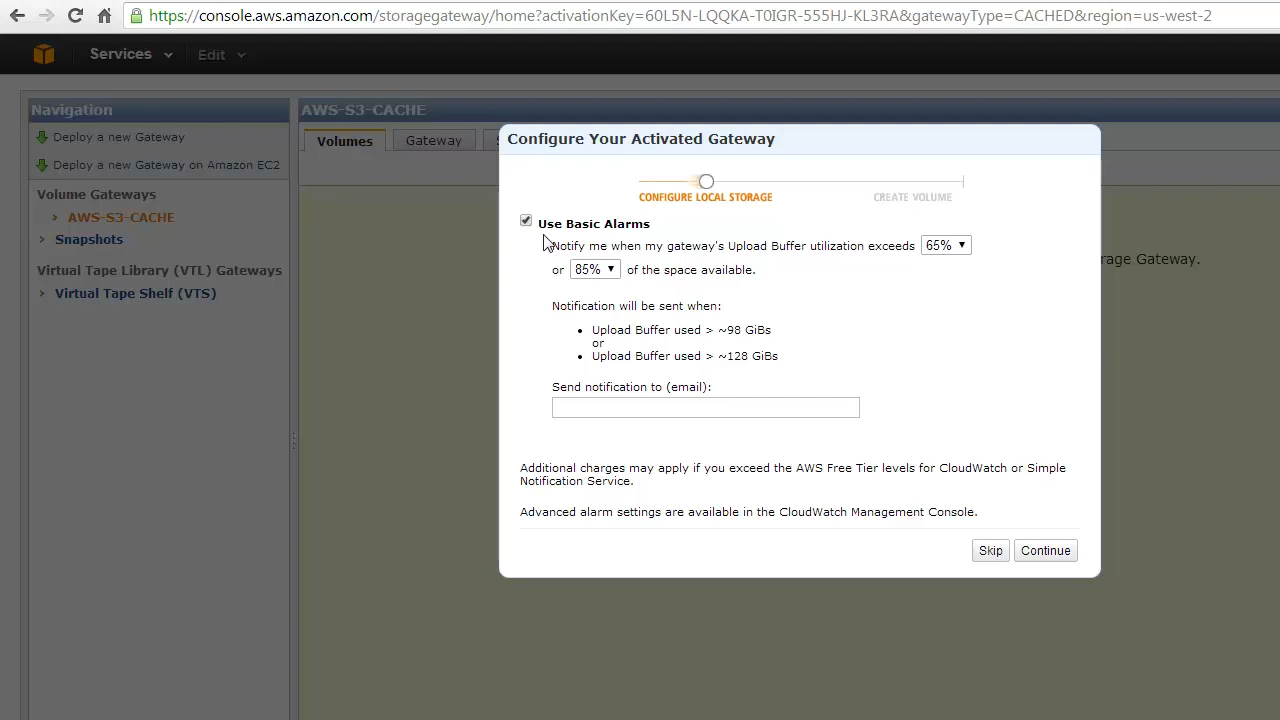 https://console.aws.amazon.com/storagegateway/home?activationKey=60L5N-LQQKA-T0IGR-555HJ-KL3RA&gatewayType=CACHED&region=us-west-2
Services Edit
Navigation
Deploy a new Gateway
Deploy a new Gateway on Amazon EC2
Volume Gateways
AWS-S3-CACHE
Snapshots
Virtual Tape Library (VTL) Gateways
Virtual Tape Shelf (VTS)
AWS-S3-CACHE
Volumes Gateway
rage Gateway.
Configure Your Activated Gateway
CONFIGURE LOCAL STORAGE CREATE VOLUME
Use Basic Alarms
Notify me when my gateway's Upload Buffer utilization exceeds 65%
or 85% of the space available.
Notification will be sent when:
• Upload Buffer used > ~98 GiBs
or
• Upload Buffer used > ~128 GiBs
Send notification to (email):
Additional charges may apply if you exceed the AWS Free Tier levels for CloudWatch or Simple
Notification Service.
Advanced alarm settings are available in the CloudWatch Management Console.
Skip Continue